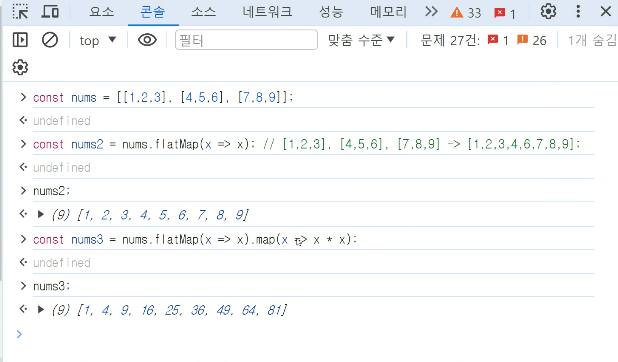 요소 콘솔 소스 네트워크 성능 메모리 33 1
top 필터 맞춤 수준 문제 27건: 1 26 1개 숨김
const nums = [[1,2,3], [4,5,6], [7,8,9]];
undefined
const nums2 = nums.flatMap(x => x); // [1,2,3], [4,5,6], [7,8,9] -> [1,2,3,4,6,7,8,9];
undefined
nums2;
(9) [1, 2, 3, 4, 5, 6, 7, 8, 9]
const nums3 = nums.flatMap(x => x).map(x => x * x);
undefined
nums3;
(9) [1, 4, 9, 16, 25, 36, 49, 64, 81]